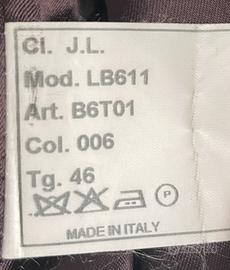 Cl. J.L.
Mod. LB611
Art. B6T01
Col. 006
Tg. 46
P
MADE IN ITALY